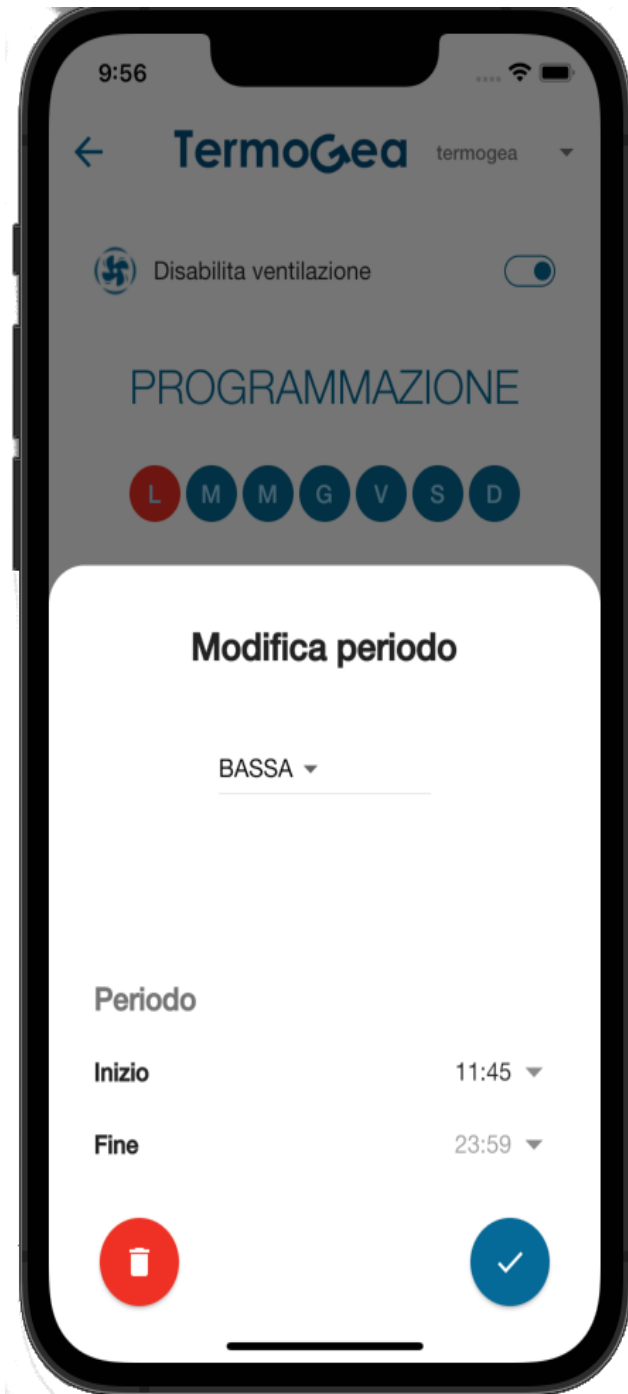 9:56
TermoGea termogea
Disabilita ventilazione
PROGRAMMAZIONE
L M M G V S D
Modifica periodo
BASSA
Periodo
Inizio 11:45
Fine 23:59